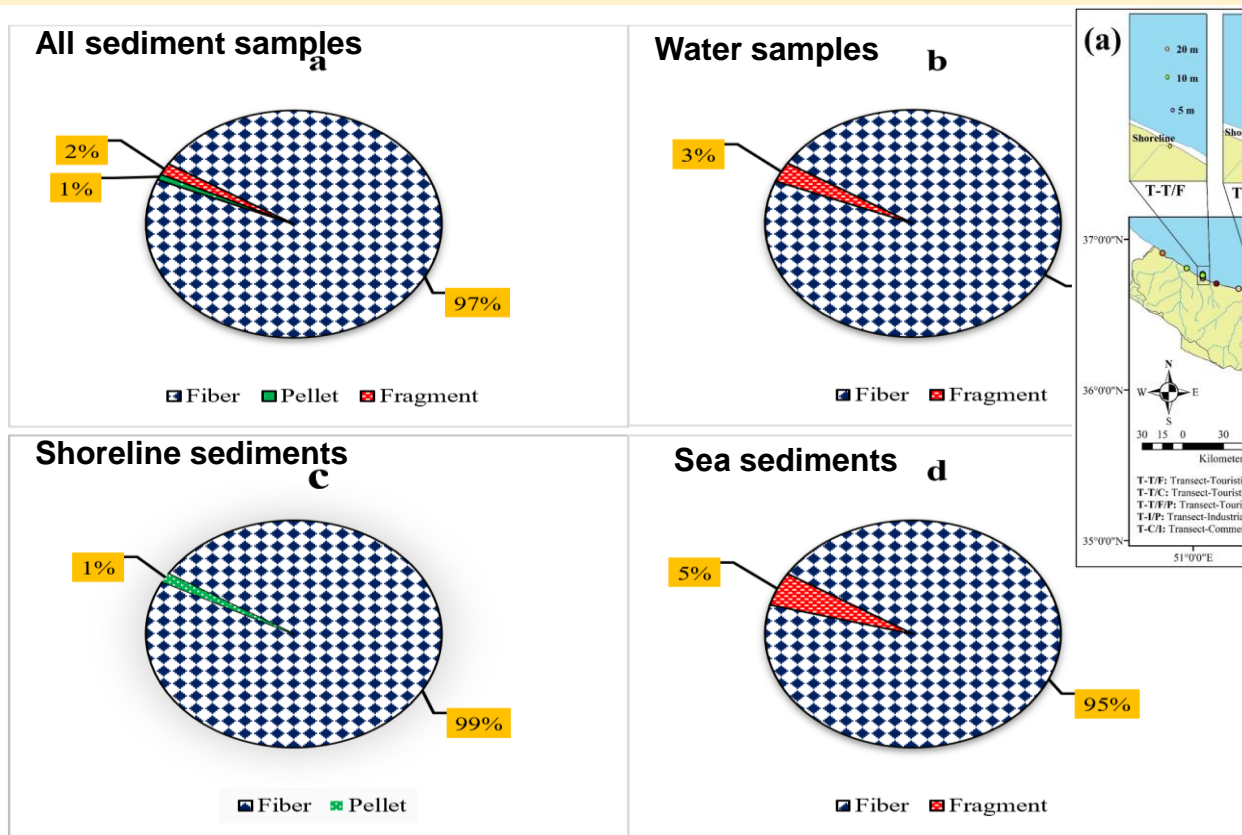 All sediment samples
a
2%
1%
97%
Fiber Pellet Fragment
Water samples
b
3%
Fiber Fragment
Shoreline sediments
c
1%
99%
Fiber Pellet
Sea sediments
d
5%
95%
Fiber Fragment
(a)
20 m
10 m
5 m
Shoreline
Sho
T-T/F
T
37°0'0"N
36°0'0"N
35°0'0"N
N
W E
S
30 15 0 30
Kilometer
T-T/F: Transect-Touristi
T-T/C: Transect-Tourist
T-T/F/P: Transect-Touri
T-I/P: Transect-Industria
T-C/I: Transect-Commer
51°0'0"E